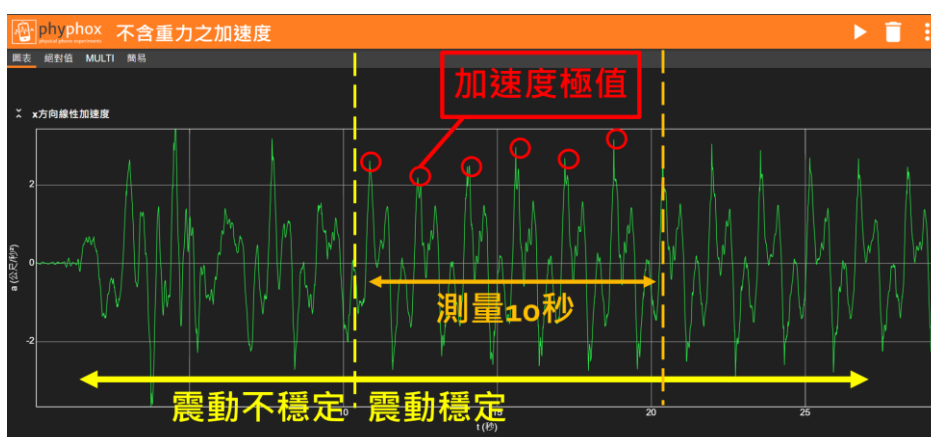 phyphox 不含重力之加速度
physical phone experiments
圖表 絕對值 MULTI 簡易
加速度極值
x方向線性加速度
2
0
-2
a (公尺/秒²)
測量10秒
震動不穩定 震動穩定
10 15 20 25
t (秒)